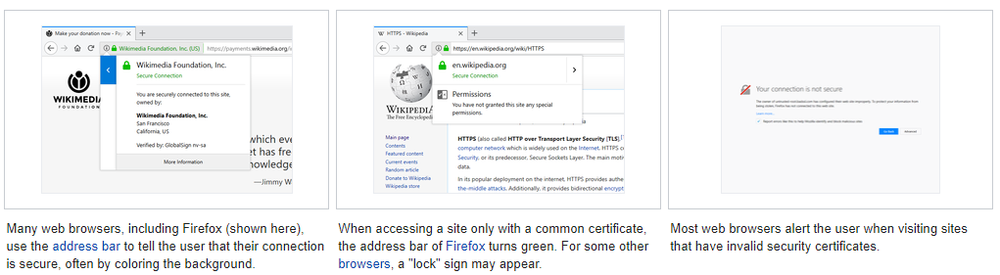 Make your donation now - F
Wikimedia Foundation, Inc. (US)
https://payments.wikimedia.org/
Wikimedia Foundation, Inc.
Secure Connection
You are securely connected to this site,
owned by:
Wikimedia Foundation, Inc.
San Francisco
California, US
Verified by: GlobalSign nv-sa
More Information
WIKIMEDIA
FOUNDATION
which eve
et has fre
nowledge
—Jimmy W
HTTPS - Wikipedia
https://en.wikipedia.org/wiki/HTTPS
en.wikipedia.org
Secure Connection
Permissions
You have not granted this site any special
permissions.
WIKIPEDIA
The Free Encyclopedia
Main page
Contents
Featured content
Current events
Random article
Donate to Wikipedia
Wikipedia store
HTTPS (also called HTTP over Transport Layer Security [TLS],
computer network which is widely used on the Internet. HTTPS c
Security, or its predecessor, Secure Sockets Layer. The main moti
data.
In its popular deployment on the internet, HTTPS provides authe
the-middle attacks. Additionally, it provides bidirectional encrypt
Your connection is not secure
Learn more...
Go Back
Advanced
Many web browsers, including Firefox (shown here),
use the address bar to tell the user that their connection
is secure, often by coloring the background.
When accessing a site only with a common certificate,
the address bar of Firefox turns green. For some other
browsers, a "lock" sign may appear.
Most web browsers alert the user when visiting sites
that have invalid security certificates.